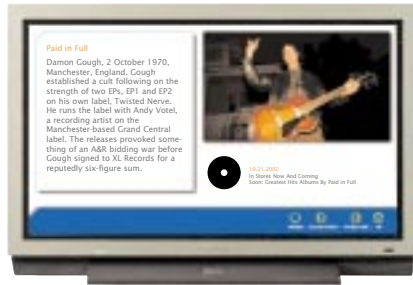 Paid in Full
Damon Gough, 2 October 1970,
Manchester, England. Gough
established a cult following on the
strength of two EPs, EP1 and EP2
on his own label, Twisted Nerve.
He runs the label with Andy Votel,
a recording artist on the
Manchester-based Grand Central
label. The releases provoked some-
thing of an A&R bidding war before
Gough signed to XL Records for a
reputedly six-figure sum.
10.21.2002
In Stores Now And Coming
Soon: Greatest Hits Albums By Paid in Full